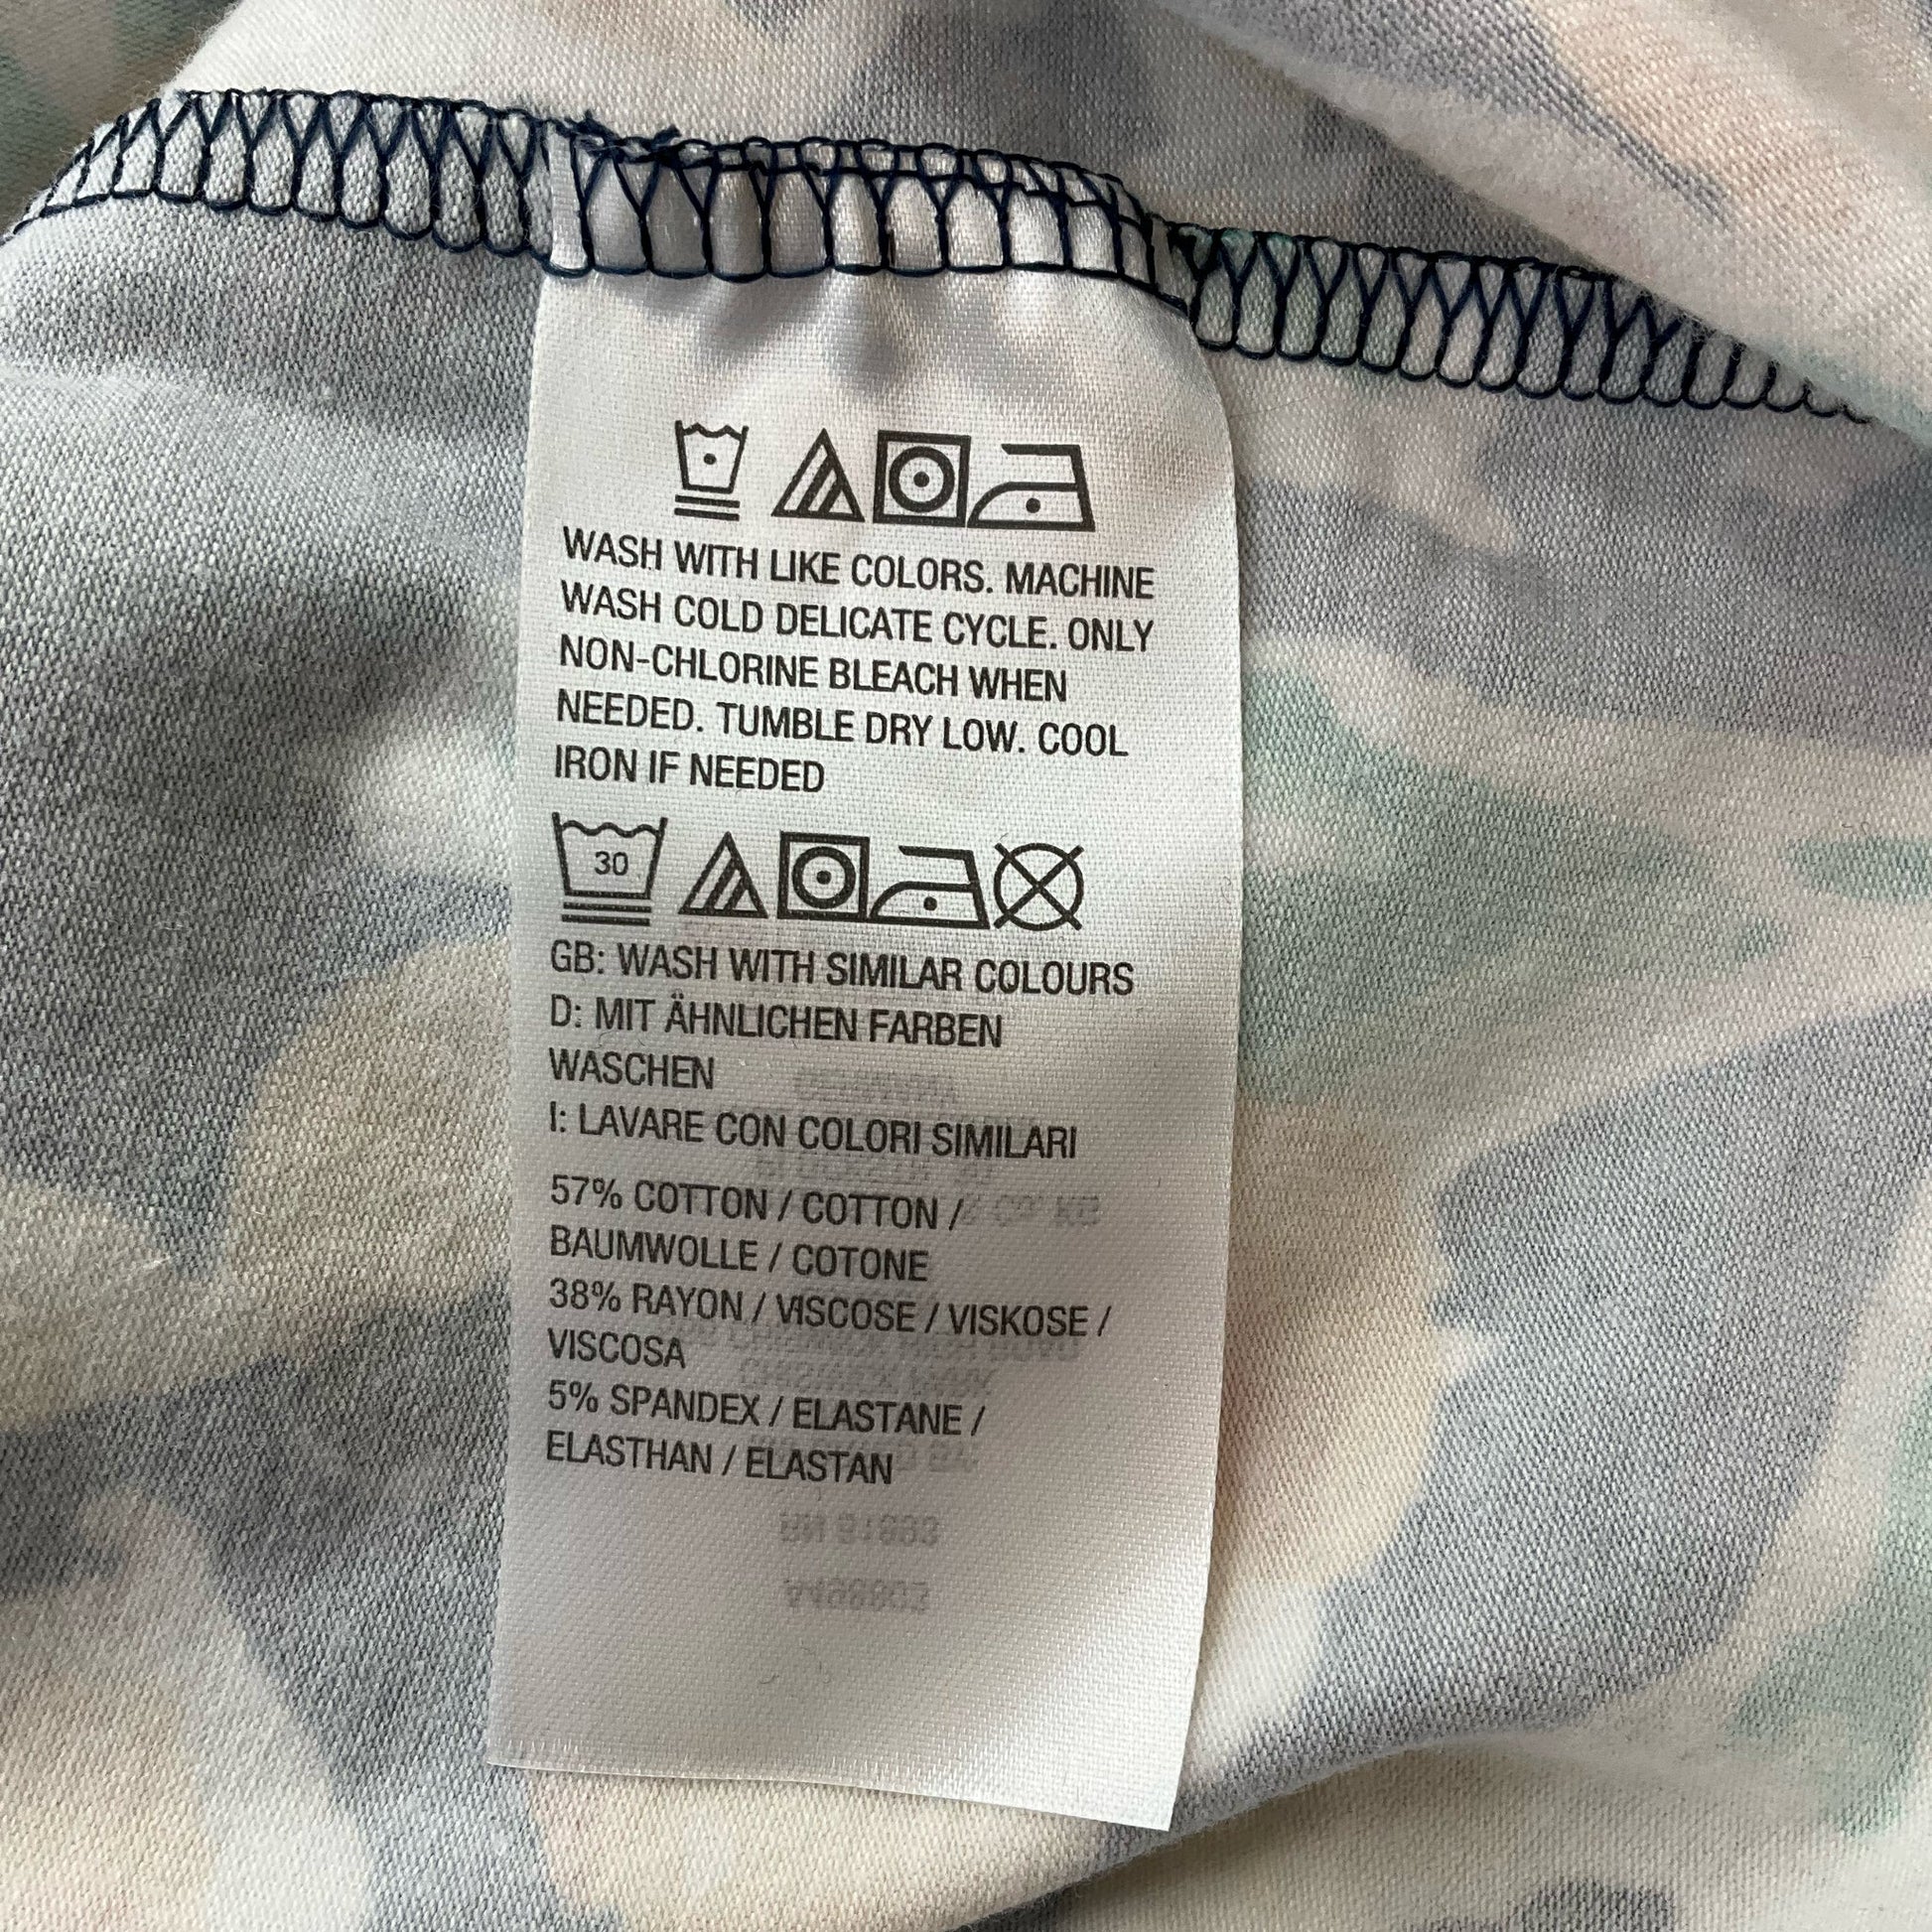 WASH WITH LIKE COLORS. MACHINE
WASH COLD DELICATE CYCLE. ONLY
NON-CHLORINE BLEACH WHEN
NEEDED. TUMBLE DRY LOW. COOL
IRON IF NEEDED
30
GB: WASH WITH SIMILAR COLOURS
D: MIT ÄHNLICHEN FARBEN
WASCHEN
I: LAVARE CON COLORI SIMILARI
57% COTTON / COTTON /
BAUMWOLLE / COTONE
38% RAYON / VISCOSE / VISKOSE /
VISCOSA
5% SPANDEX / ELASTANE /
ELASTHAN / ELASTAN